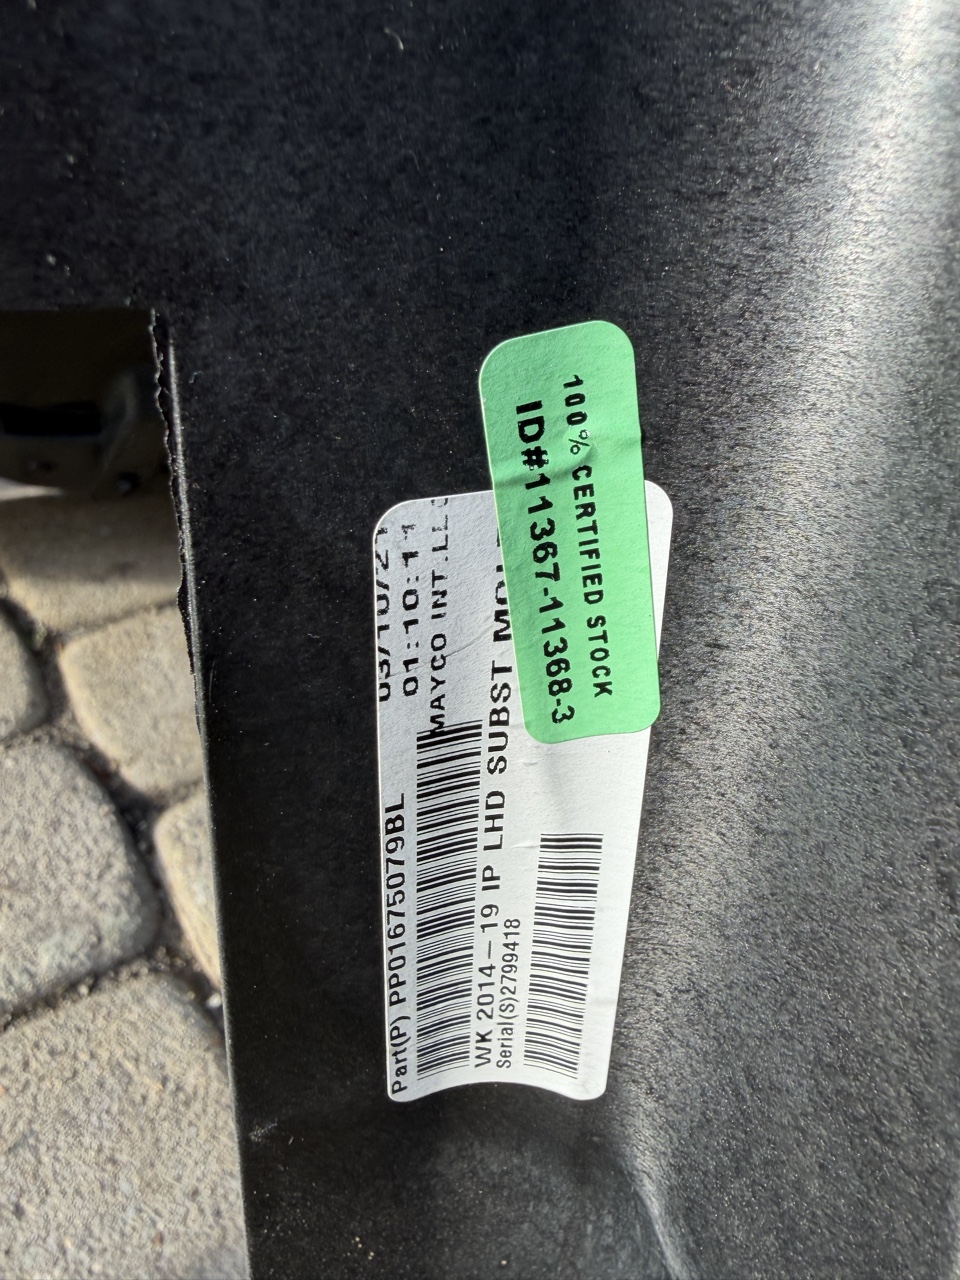 100% CERTIFIED STOCK
ID#11367-11368-3
01:10:11
MAYCO INT.LLC
Part(P) PP01675079BL
WK 2014-19 IP LHD SUBST
Serial(S)2799418